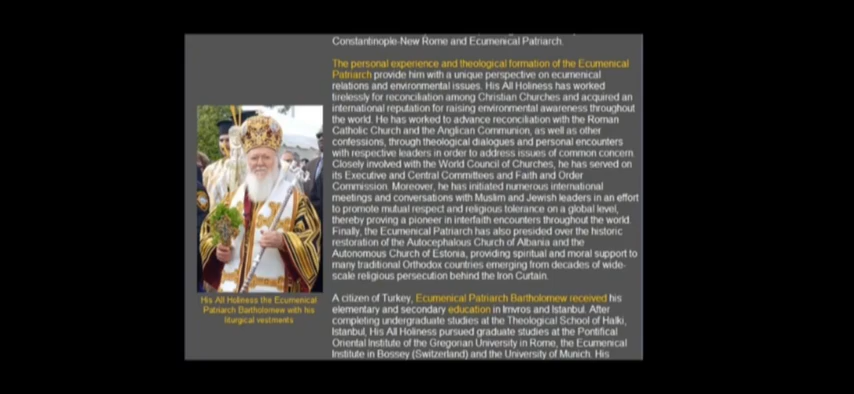 Constantinople-New Rome and Ecumenical Patriarch.
The personal experience and theological formation of the Ecumenical
Patriarch provide him with a unique perspective on ecumenical
relations and environmental issues. His All Holiness has worked
tirelessly for reconciliation among Christian Churches and acquired an
international reputation for raising environmental awareness throughout
the world. He has worked to advance reconciliation with the Roman
Catholic Church and the Anglican Communion, as well as other
confessions, through theological dialogues and personal encounters
with respective leaders in order to address issues of common concern.
Closely involved with the World Council of Churches, he has served on
its Executive and Central Committees and Faith and Order
Commission. Moreover, he has initiated numerous international
meetings and conversations with Muslim and Jewish leaders in an effort
to promote mutual respect and religious tolerance on a global level,
thereby proving a pioneer in interfaith encounters throughout the world.
Finally, the Ecumenical Patriarch has also presided over the historic
restoration of the Autocephalous Church of Albania and the
Autonomous Church of Estonia, providing spiritual and moral support to
many traditional Orthodox countries emerging from decades of wide-
scale religious persecution behind the Iron Curtain.
A citizen of Turkey, Ecumenical Patriarch Bartholomew received his
elementary and secondary education in Imvros and Istanbul. After
completing undergraduate studies at the Theological School of Halki,
Istanbul, His All Holiness pursued graduate studies at the Pontifical
Oriental Institute of the Gregorian University in Rome, the Ecumenical
Institute in Bossey (Switzerland) and the University of Munich. His
His All Holiness the Ecumenical
Patriarch Bartholomew with his
liturgical vestments